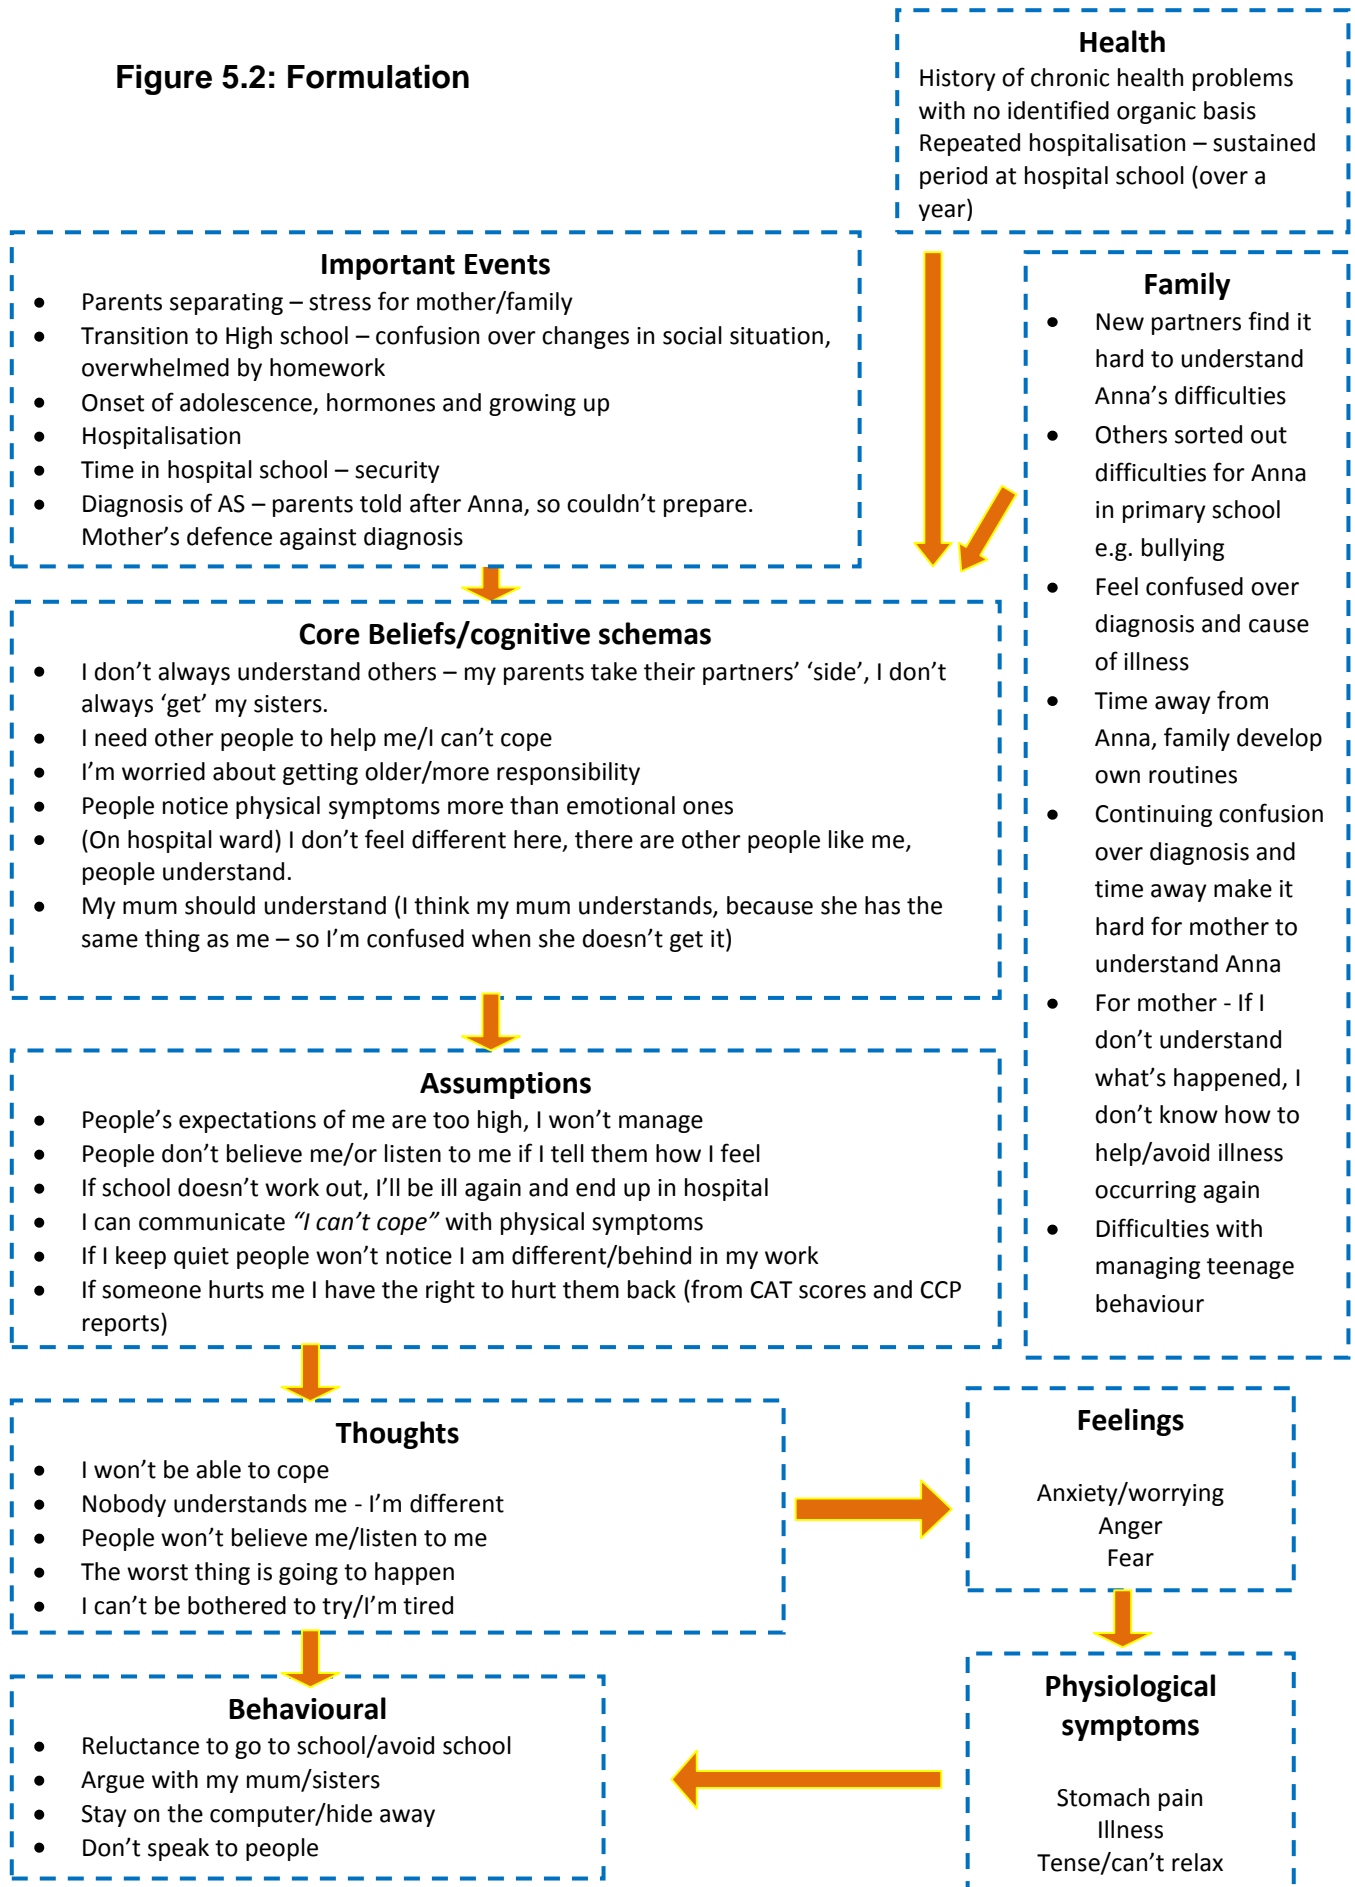 Figure 5.2: Formulation
Health
History of chronic health problems
with no identified organic basis
Repeated hospitalisation – sustained
period at hospital school (over a
year)
Important Events
● Parents separating – stress for mother/family
● Transition to High school – confusion over changes in social situation,
overwhelmed by homework
● Onset of adolescence, hormones and growing up
● Hospitalisation
● Time in hospital school – security
● Diagnosis of AS – parents told after Anna, so couldn’t prepare.
Mother’s defence against diagnosis
Family
● New partners find it
hard to understand
Anna’s difficulties
● Others sorted out
difficulties for Anna
in primary school
e.g. bullying
● Feel confused over
diagnosis and cause
of illness
● Time away from
Anna, family develop
own routines
● Continuing confusion
over diagnosis and
time away make it
hard for mother to
understand Anna
● For mother - If I
don’t understand
what’s happened, I
don’t know how to
help/avoid illness
occurring again
● Difficulties with
managing teenage
behaviour
Core Beliefs/cognitive schemas
● I don’t always understand others – my parents take their partners’ ‘side’, I don’t
always ‘get’ my sisters.
● I need other people to help me/I can’t cope
● I’m worried about getting older/more responsibility
● People notice physical symptoms more than emotional ones
● (On hospital ward) I don’t feel different here, there are other people like me,
people understand.
● My mum should understand (I think my mum understands, because she has the
same thing as me – so I’m confused when she doesn’t get it)
Assumptions
● People’s expectations of me are too high, I won’t manage
● People don’t believe me/or listen to me if I tell them how I feel
● If school doesn’t work out, I’ll be ill again and end up in hospital
● I can communicate “I can’t cope” with physical symptoms
● If I keep quiet people won’t notice I am different/behind in my work
● If someone hurts me I have the right to hurt them back (from CAT scores and CCP
reports)
Thoughts
● I won’t be able to cope
● Nobody understands me - I’m different
● People won’t believe me/listen to me
● The worst thing is going to happen
● I can’t be bothered to try/I’m tired
Feelings
Anxiety/worrying
Anger
Fear
Behavioural
● Reluctance to go to school/avoid school
● Argue with my mum/sisters
● Stay on the computer/hide away
● Don’t speak to people
Physiological
symptoms
Stomach pain
Illness
Tense/can’t relax